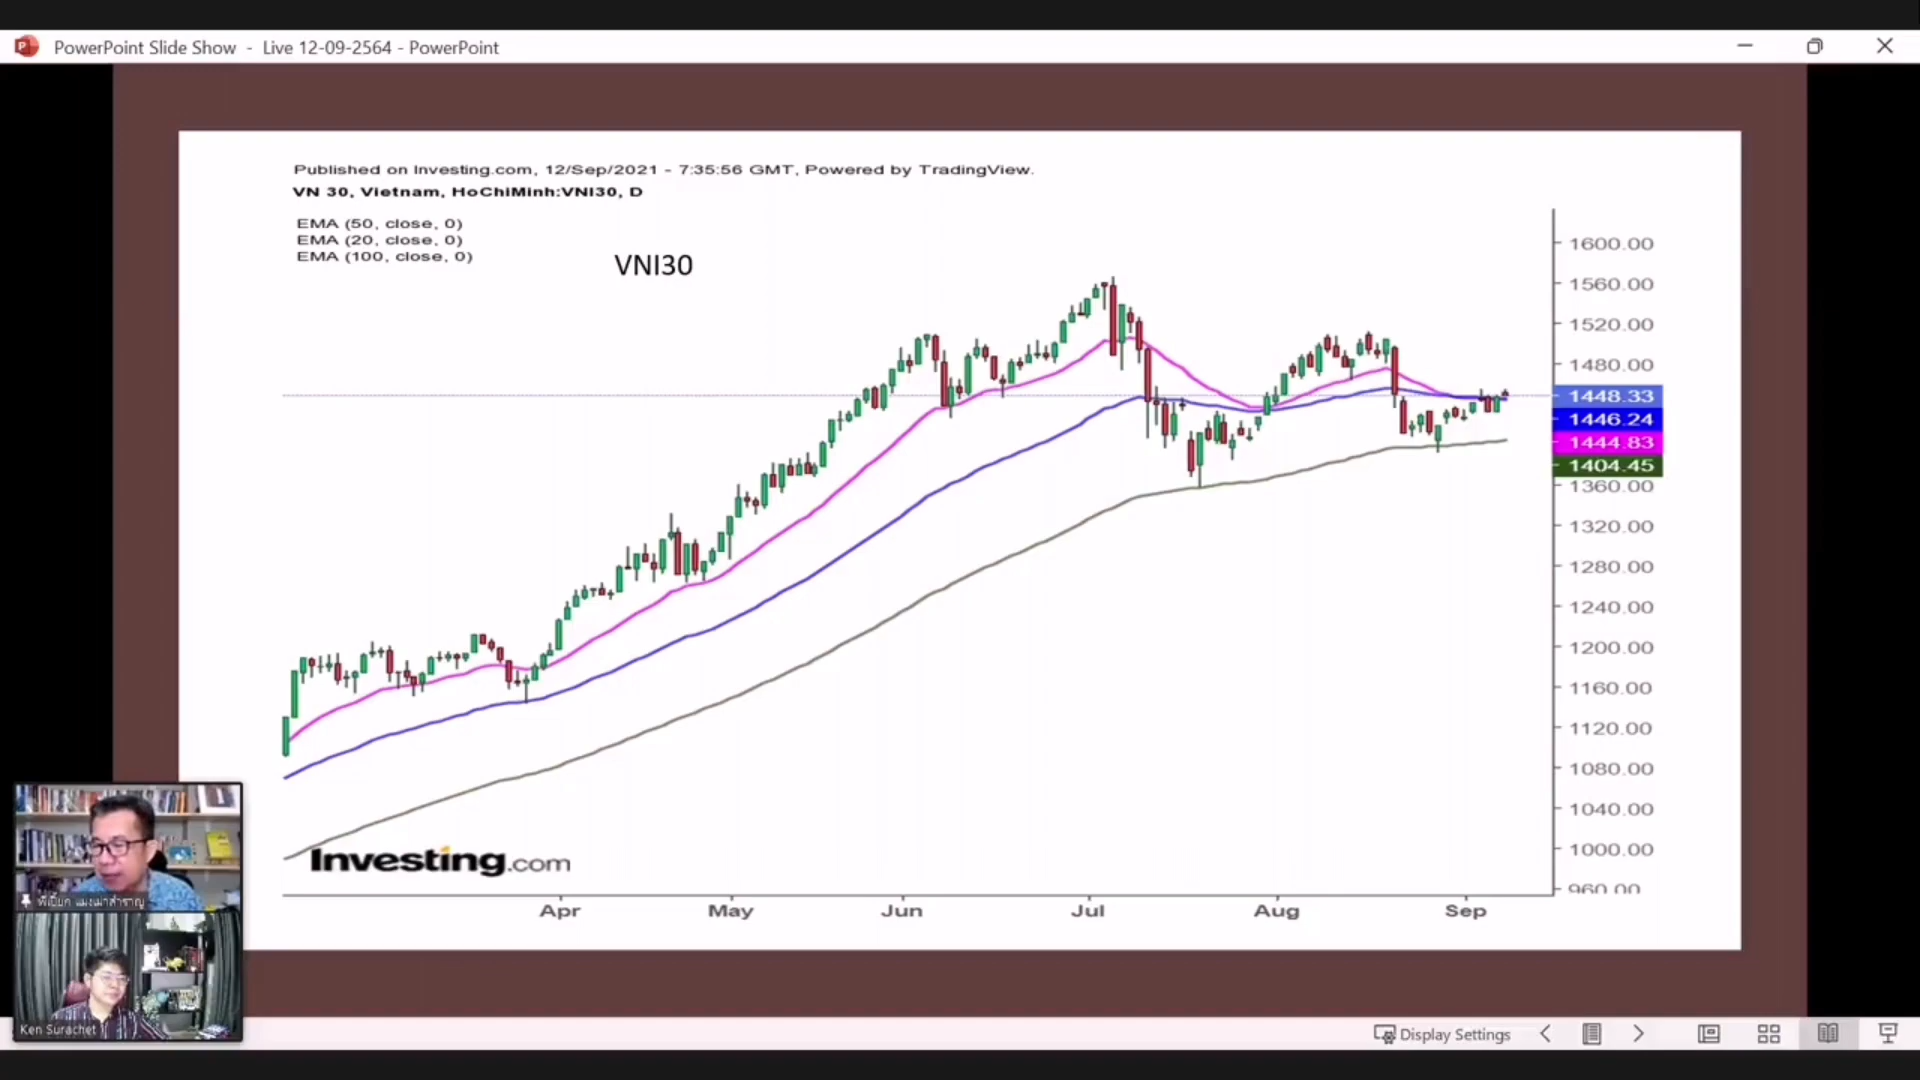 PowerPoint Slide Show - Live 12-09-2564 - PowerPoint
Published on Investing.com, 12/Sep/2021 - 7:35:56 GMT, Powered by TradingView.
VN 30, Vietnam, HoChiMinh:VNI30, D
EMA (50, close, 0)
EMA (20, close, 0)
EMA (100, close, 0)
VNI30
1600.00
1560.00
1520.00
1480.00
1448.33
1446.24
1444.83
1404.45
1360.00
1320.00
1280.00
1240.00
1200.00
1160.00
1120.00
1080.00
1040.00
1000.00
960.00
Investing.com
Apr May Jun Jul Aug Sep
Ken Surachet
Display Settings